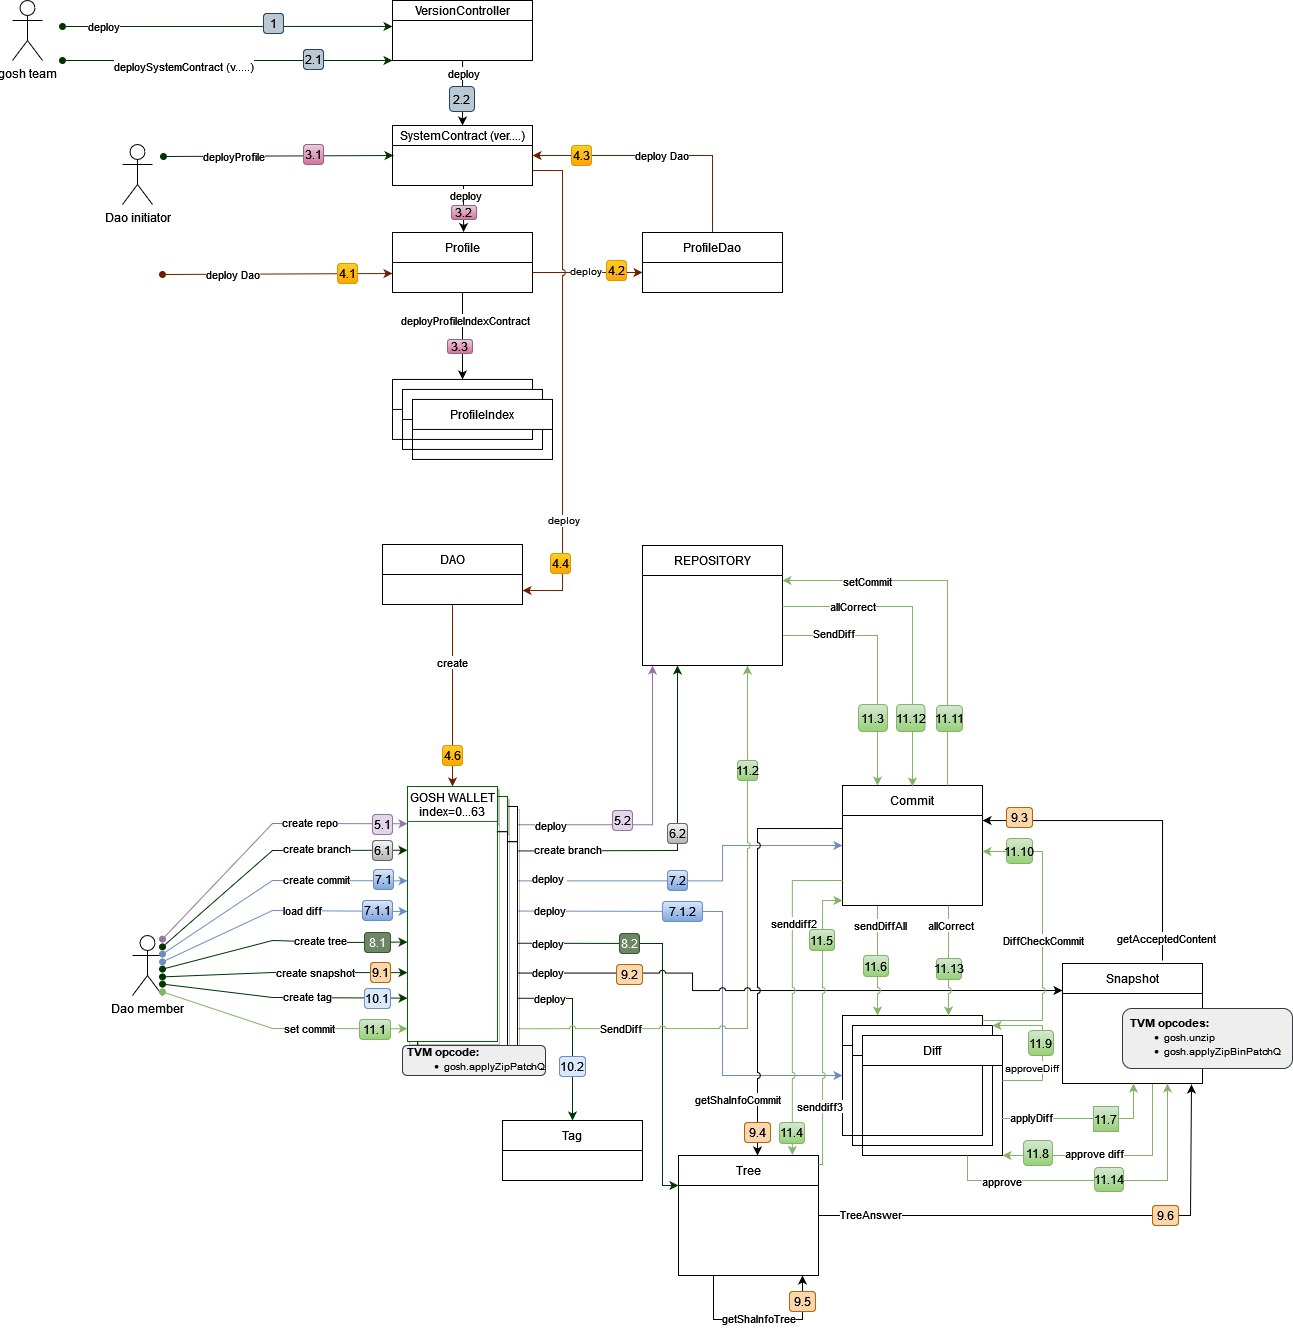 VersionController
1
deploy
gosh team
2.1
deploySystemContract (v.....)
deploy
2.2
SystemContract (ver....)
3.1
deployProfile
4.3
deploy Dao
Dao initiator
deploy
3.2
Profile
ProfileDao
4.1
deploy Dao
deploy
4.2
deployProfileIndexContract
3.3
ProfileIndex
deploy
4.4
DAO
REPOSITORY
setCommit
allCorrect
SendDiff
create
11.3
11.12
11.11
4.6
11.2
GOSH WALLET
index=0...63
Commit
create repo
5.1
deploy
5.2
6.2
9.3
create branch
6.1
create branch
11.10
create commit
7.1
deploy
7.2
load diff
7.1.1
deploy
7.1.2
senddiff2
sendDiffAll
allCorrect
11.5
DiffCheckCommit
getAcceptedContent
create tree
8.1
deploy
8.2
11.6
11.13
Snapshot
create snapshot
9.1
deploy
9.2
Dao member
create tag
10.1
deploy
set commit
11.1
SendDiff
TVM opcodes:
gosh.unzip
gosh.applyZipBinPatchQ
TVM opcode:
gosh.applyZipPatchQ
10.2
Diff
11.9
approveDiff
getShaInfoCommit
senddiff3
applyDiff
11.7
9.4
11.4
11.8
approve diff
Tag
Tree
approve
11.14
TreeAnswer
9.6
9.5
getShaInfoTree